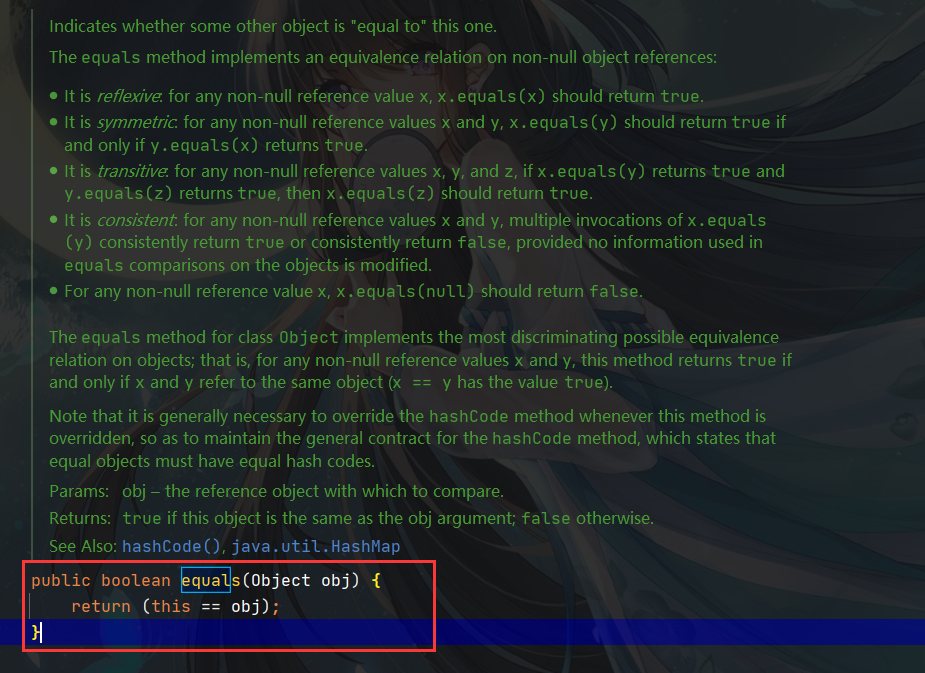 Indicates whether some other object is "equal to" this one.
The equals method implements an equivalence relation on non-null object references:
• It is reflexive: for any non-null reference value x, x.equals(x) should return true.
• It is symmetric: for any non-null reference values x and y, x.equals(y) should return true if
and only if y.equals(x) returns true.
• It is transitive: for any non-null reference values x, y, and z, if x.equals(y) returns true and
y.equals(z) returns true, then x.equals(z) should return true.
• It is consistent: for any non-null reference values x and y, multiple invocations of x.equals
(y) consistently return true or consistently return false, provided no information used in
equals comparisons on the objects is modified.
• For any non-null reference value x, x.equals(null) should return false.
The equals method for class Object implements the most discriminating possible equivalence
relation on objects; that is, for any non-null reference values x and y, this method returns true if
and only if x and y refer to the same object (x == y has the value true).
Note that it is generally necessary to override the hashCode method whenever this method is
overridden, so as to maintain the general contract for the hashCode method, which states that
equal objects must have equal hash codes.
Params: obj – the reference object with which to compare.
Returns: true if this object is the same as the obj argument; false otherwise.
See Also: hashCode(), java.util.HashMap
public boolean equals(Object obj) {
    return (this == obj);
}